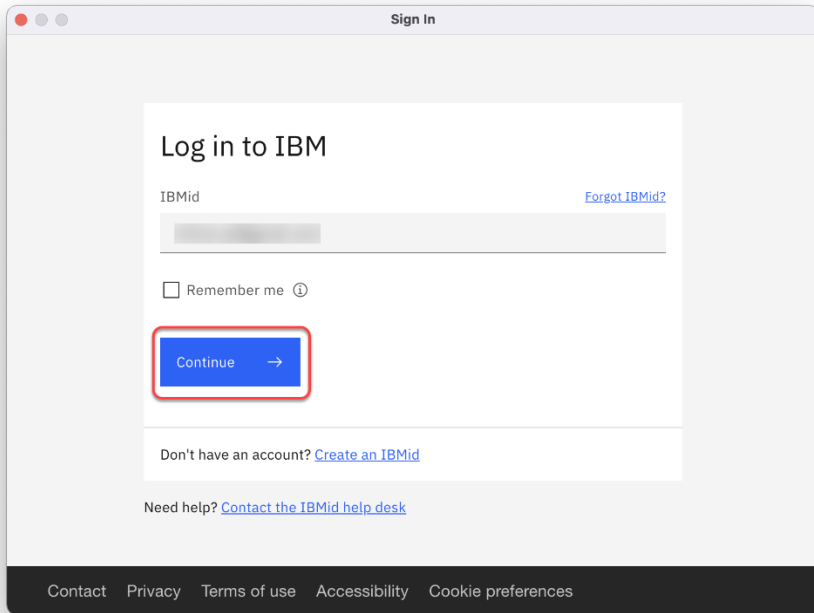 Sign In
Log in to IBM
IBMid Forgot IBMid?
Remember me
Continue →
Don't have an account? Create an IBMid
Need help? Contact the IBMid help desk
Contact Privacy Terms of use Accessibility Cookie preferences